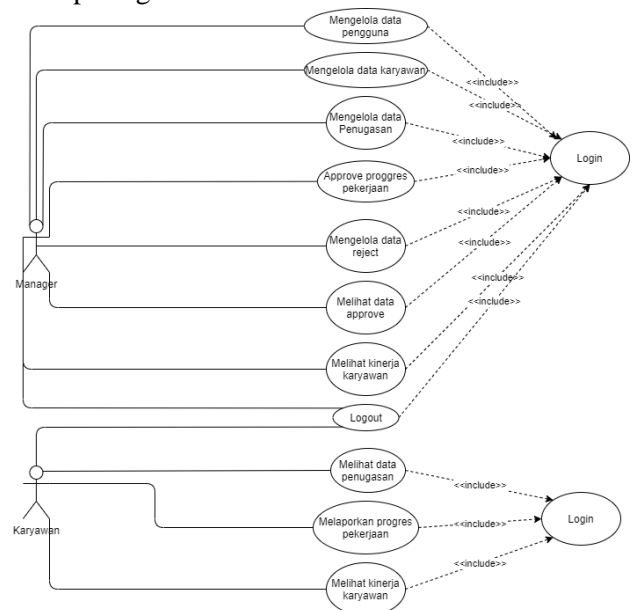 Mengelola data
pengguna
Mengelola data karyawan
<<include>>
<<include>>
Mengelola data
Penugasan
<<include>>
Login
Approve proggres
pekerjaan
<<include>>
<<include>>
Mengelola data
reject
<<include>>
Manager
<<include>>
Melihat data
approve
<<include>>
Melihat kinerja
karyawan
Logout
Melihat data
penugasan
<<include>>
Karyawan
Melaporkan progres
pekerjaan
<<include>>
Login
<<include>>
Melihat kinerja
karyawan